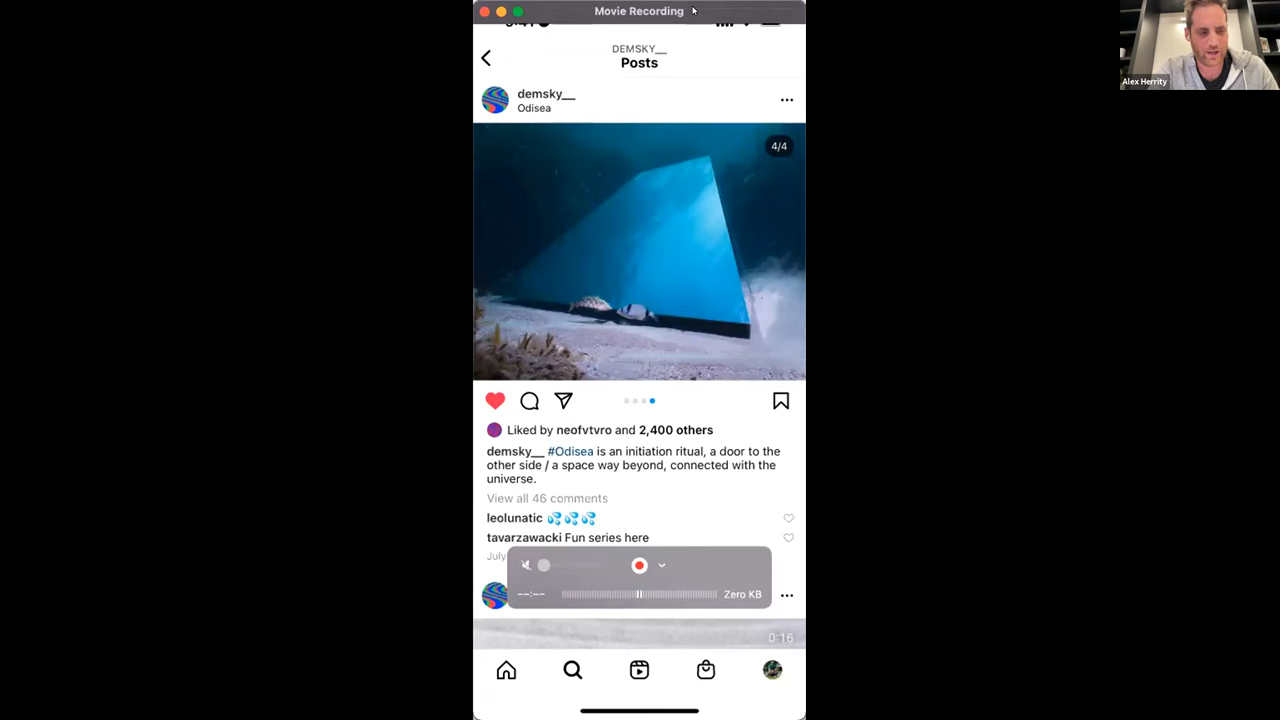 Movie Recording
Alex Herrity
DEMSKY__
Posts
demsky__
Odisea
4/4
Liked by neofvtvro and 2,400 others
demsky__ #Odisea is an initiation ritual, a door to the
other side / a space way beyond, connected with the
universe.
View all 46 comments
leolunatic 💦💦💦
tavarzawacki Fun series here
July
--:--
Zero KB
0:16